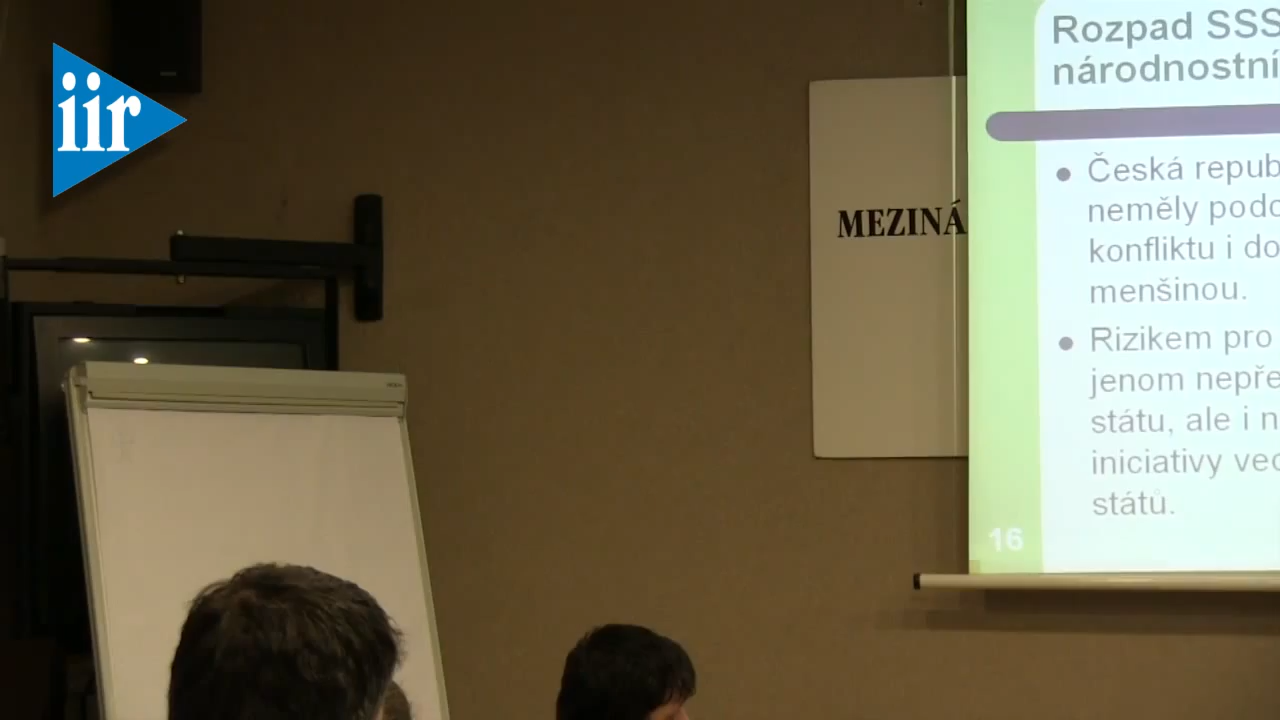 iir
MEZINÁ
Rozpad SSS
národnostní
• Česká repub
neměly podo
konfliktu i do
menšinou.
• Rizikem pro
jenom nepře
státu, ale i n
iniciativy ved
států.
16